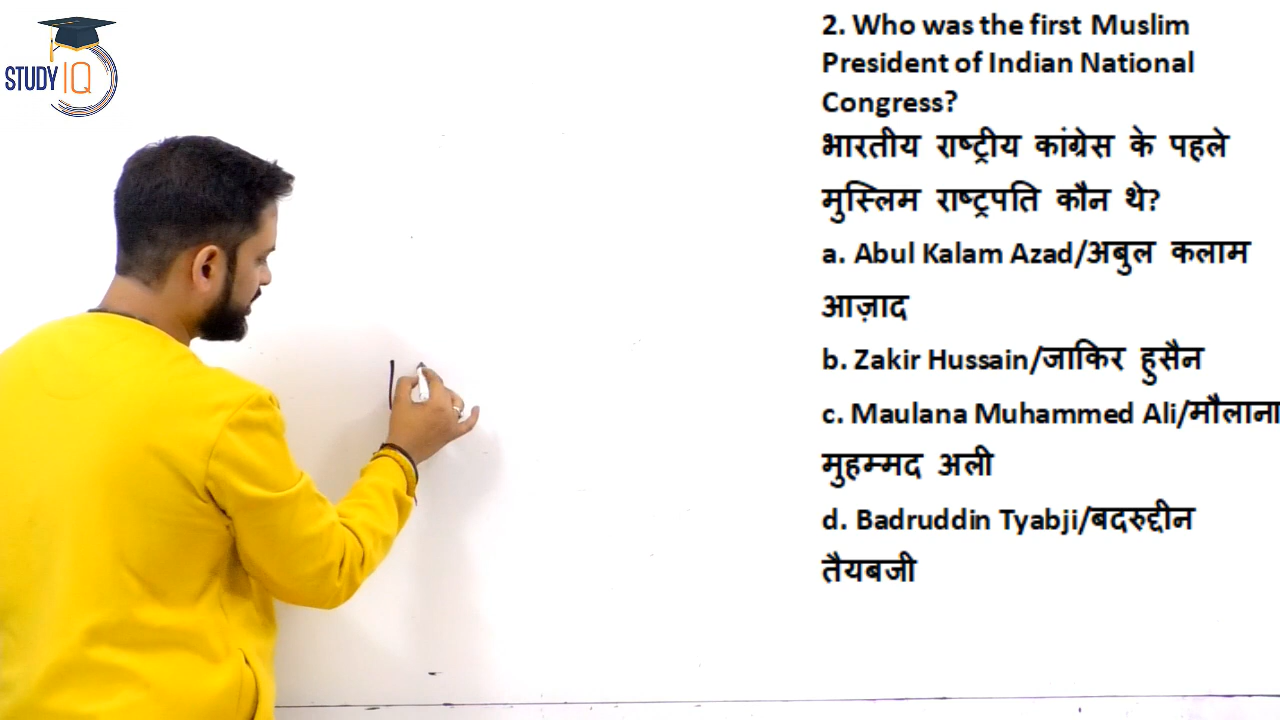 STUDY IQ
2. Who was the first Muslim
President of Indian National
Congress?
भारतीय राष्ट्रीय कांग्रेस के पहले
मुस्लिम राष्ट्रपति कौन थे?
a. Abul Kalam Azad/अबुल कलाम
आज़ाद
b. Zakir Hussain/जाकिर हुसैन
c. Maulana Muhammed Ali/मौलाना
मुहम्मद अली
d. Badruddin Tyabji/बदरुद्दीन
तैयबजी